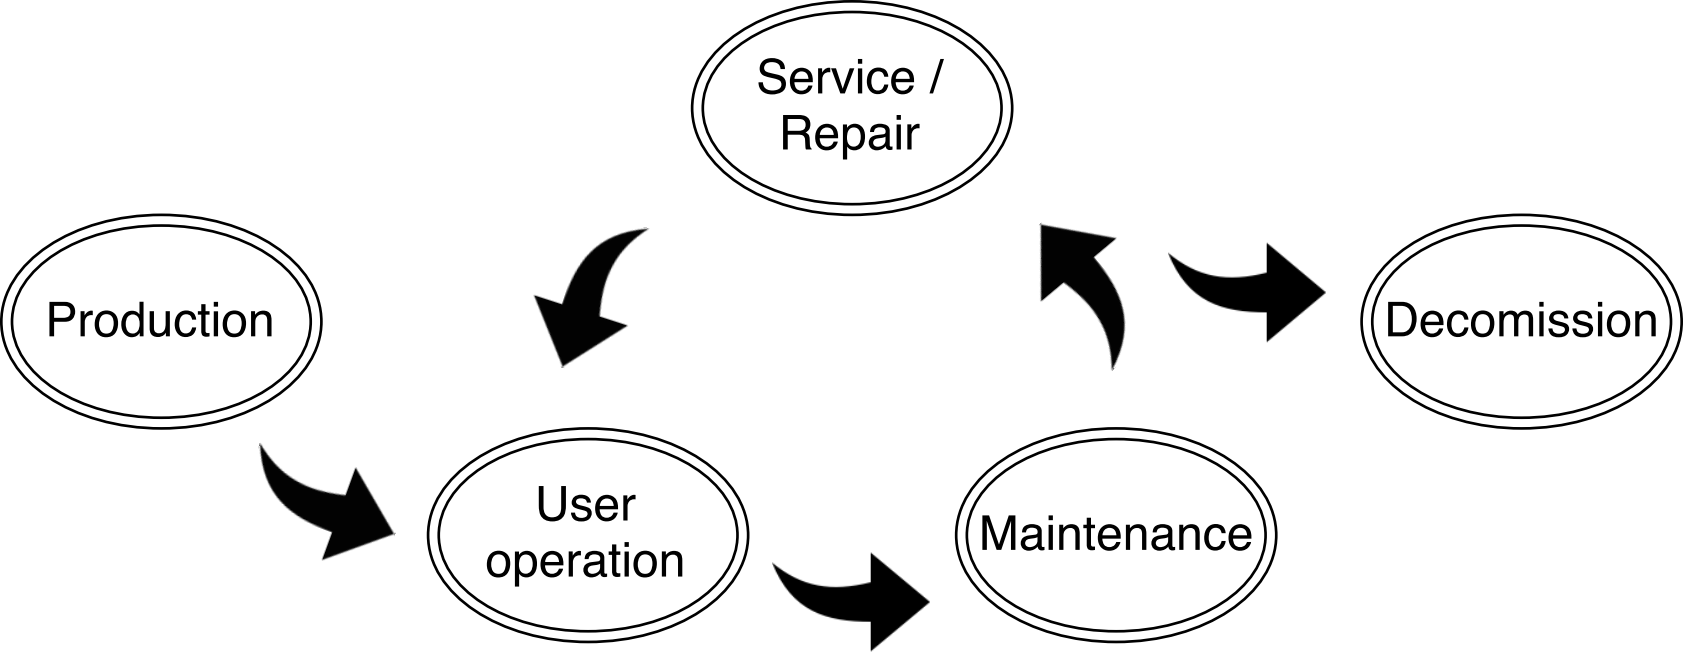 Service /
Repair
Production
Decomission
User
operation
Maintenance